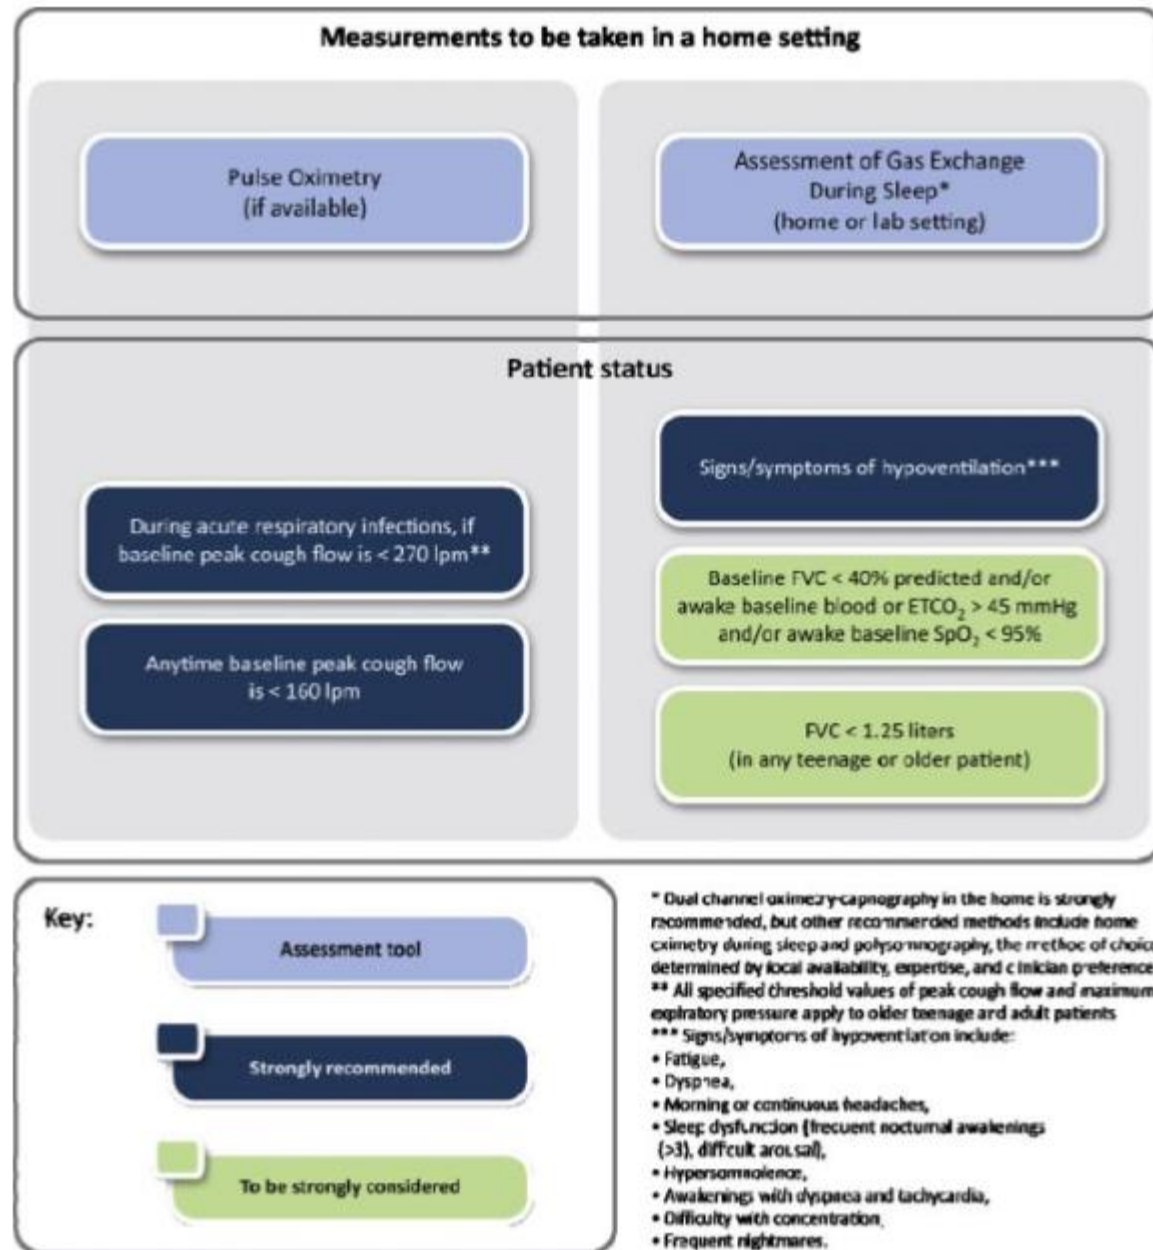 Measurements to be taken in a home setting
Pulse Oximetry
(if available)
Assessment of Gas Exchange
During Sleep*
(home or lab setting)
Patient status
During acute respiratory infections, if
baseline peak cough flow is < 270 lpm**
Anytime baseline peak cough flow
is < 160 lpm
Signs/symptoms of hypoventilation***
Baseline FVC < 40% predicted and/or
awake baseline blood or ETCO₂ > 45 mmHg
and/or awake baseline SpO₂ < 95%
FVC < 1.25 liters
(in any teenage or older patient)
Key:
Assessment tool
Strongly recommended
To be strongly considered
* Dual channel oximetry-capnography in the home is strongly
recommended, but other recommended methods include home
oximetry during sleep and polysomnography, the method of choice
determined by local availability, expertise, and clinician preference
** All specified threshold values of peak cough flow and maximum
expiratory pressure apply to older teenage and adult patients
*** Signs/symptoms of hypoventilation include:
• Fatigue,
• Dyspnea,
• Morning or continuous headaches,
• Sleep dysfunction (frequent nocturnal awakenings
(>3), difficult arousal),
• Hypersomnolence,
• Awakenings with dyspnea and tachycardia,
• Difficulty with concentration,
• Frequent nightmares.